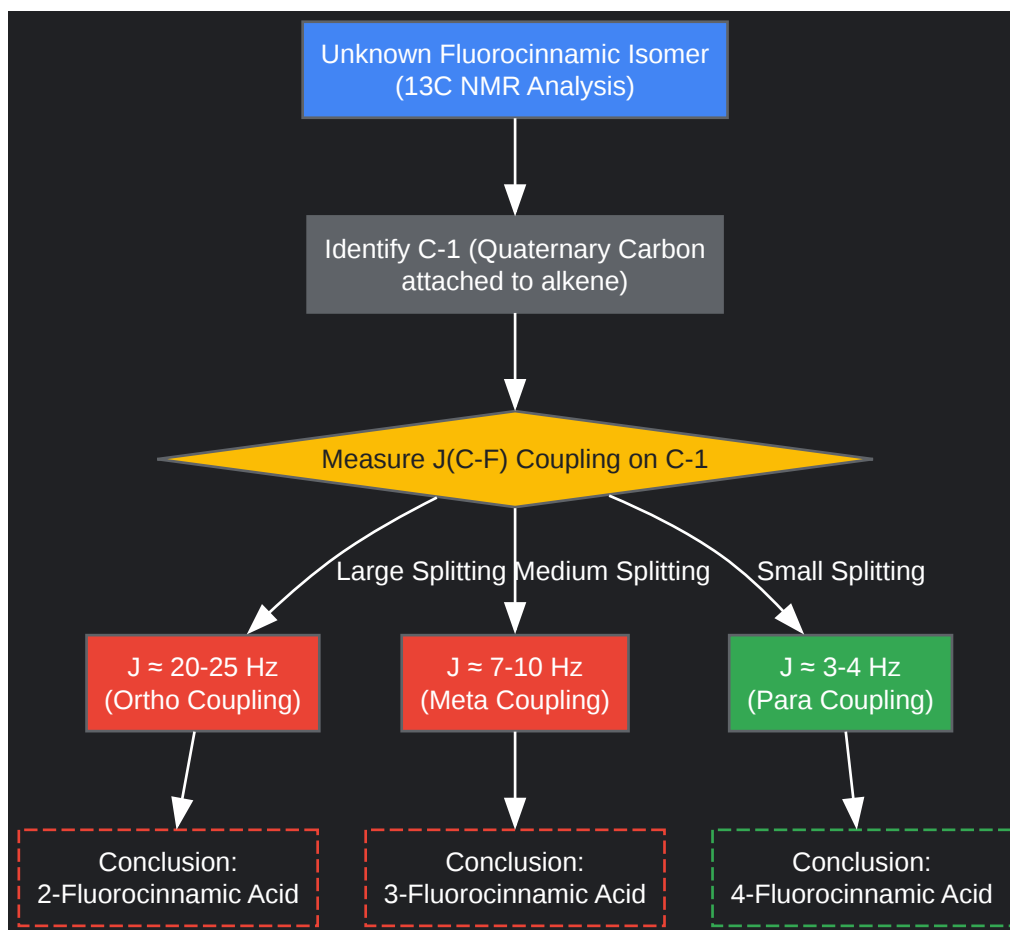 Unknown Fluorocinnamic Isomer
(13C NMR Analysis)
Identify C-1 (Quaternary Carbon
attached to alkene)
Measure J(C-F) Coupling on C-1
Large Splitting
Medium Splitting
Small Splitting
J ≈ 20-25 Hz
(Ortho Coupling)
J ≈ 7-10 Hz
(Meta Coupling)
J ≈ 3-4 Hz
(Para Coupling)
Conclusion:
2-Fluorocinnamic Acid
Conclusion:
3-Fluorocinnamic Acid
Conclusion:
4-Fluorocinnamic Acid